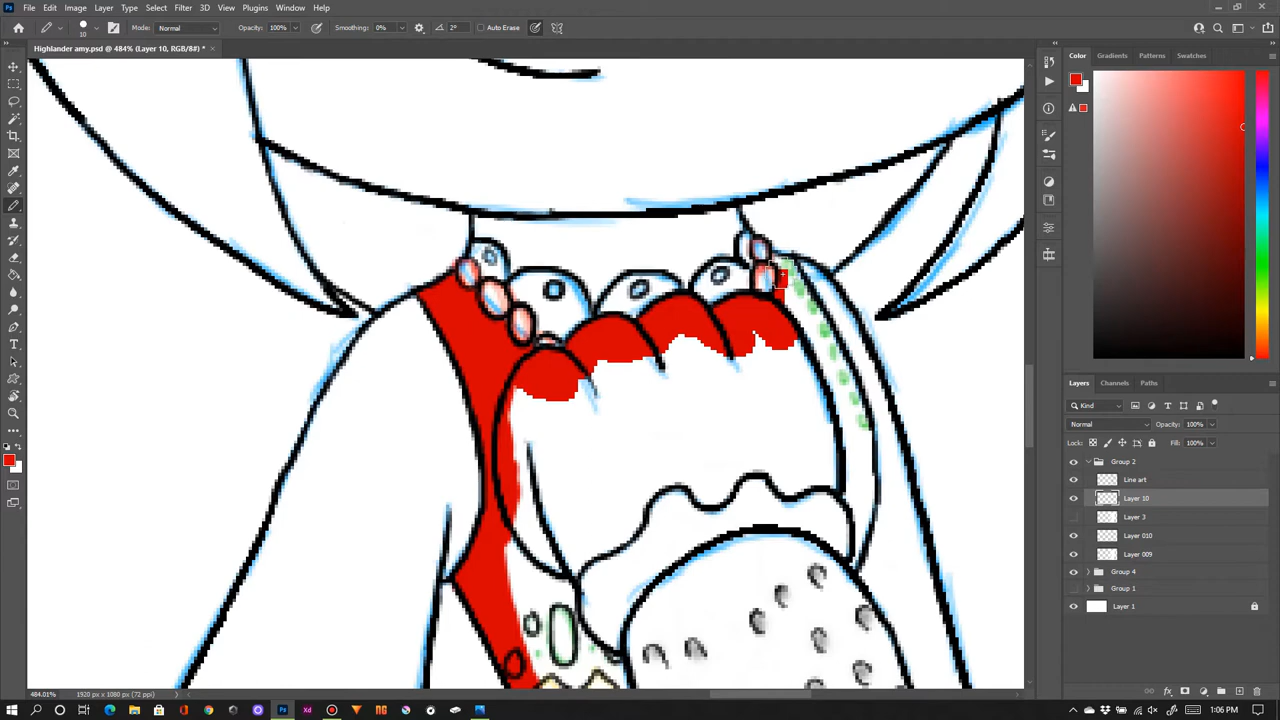 File Edit Image Layer Type Select Filter 3D View Plugins Window Help
10 Mode: Normal Opacity: 100% Smoothing: 0% 2° Auto Erase
Highlander amy.psd @ 484% (Layer 10, RGB/8#) * ×
Color Gradients Patterns Swatches
Layers Channels Paths
Kind
Normal Opacity: 100%
Lock: Fill: 100%
Group 2
Line art
Layer 10
Layer 3
Layer 010
Layer 009
Group 4
Group 1
Layer 1
484.01% 1920 px x 1080 px (72 ppi)
1:06 PM